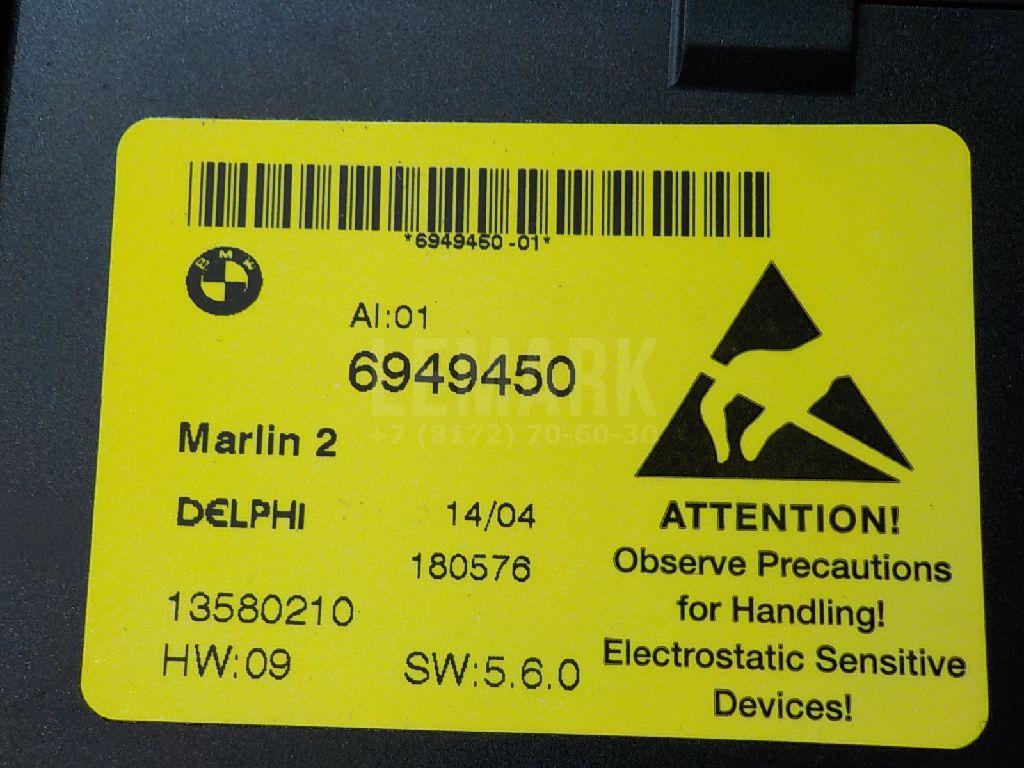 *6949450-01*
BMW
AI:01
6949450
LEMARK
+7 (8172) 70-60-30
Marlin 2
DELPHI 14/04
180576
13580210
HW:09 SW:5.6.0
ATTENTION!
Observe Precautions
for Handling!
Electrostatic Sensitive
Devices!